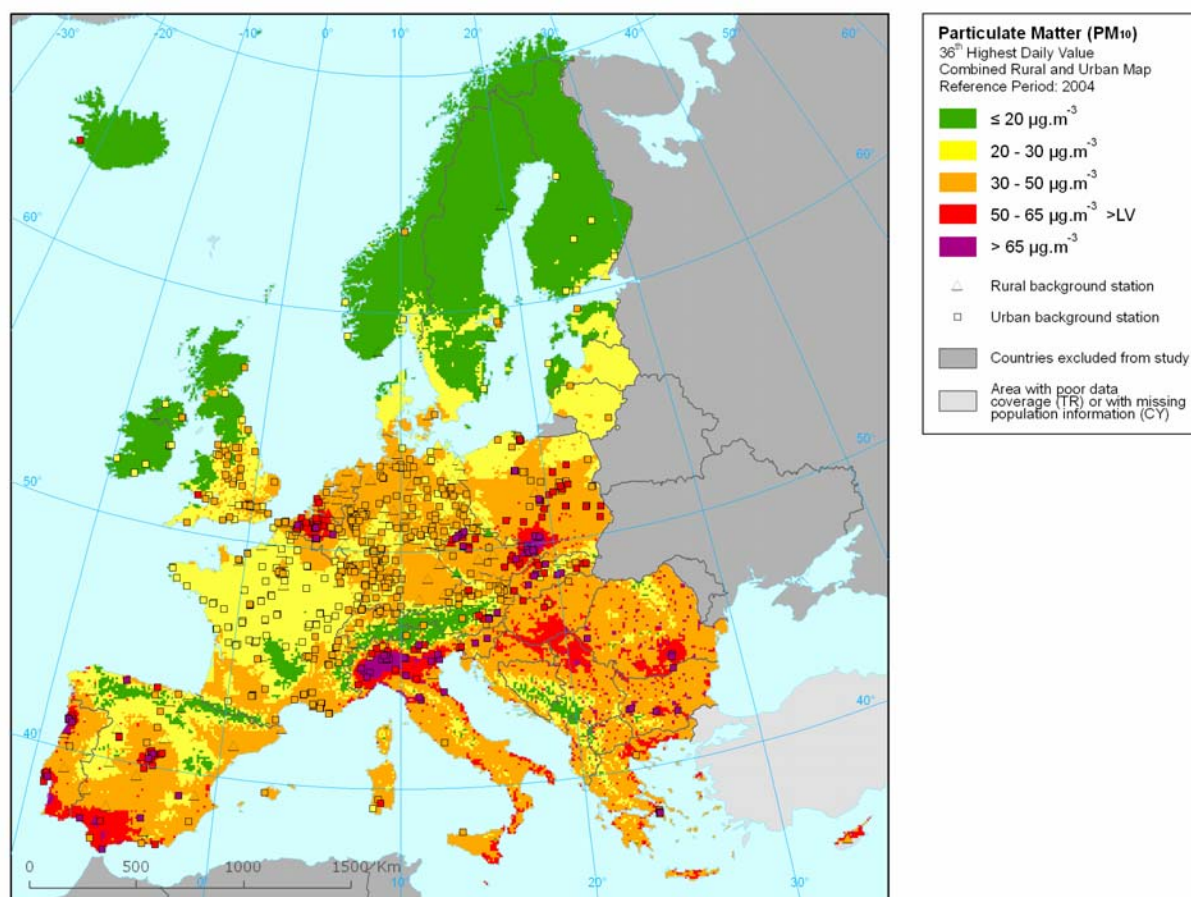 -30°
-20°
-10°
0°
10°
20°
30°
40°
50°
60°
60°
60°
50°
50°
40°
40°
0
500
1000
1500 Km
0°
10°
20°
30°
Particulate Matter (PM₁₀)
36th Highest Daily Value
Combined Rural and Urban Map
Reference Period: 2004
≤ 20 µg.m⁻³
20 - 30 µg.m⁻³
30 - 50 µg.m⁻³
50 - 65 µg.m⁻³ >LV
> 65 µg.m⁻³
Rural background station
Urban background station
Countries excluded from study
Area with poor data
coverage (TR) or with missing
population information (CY)